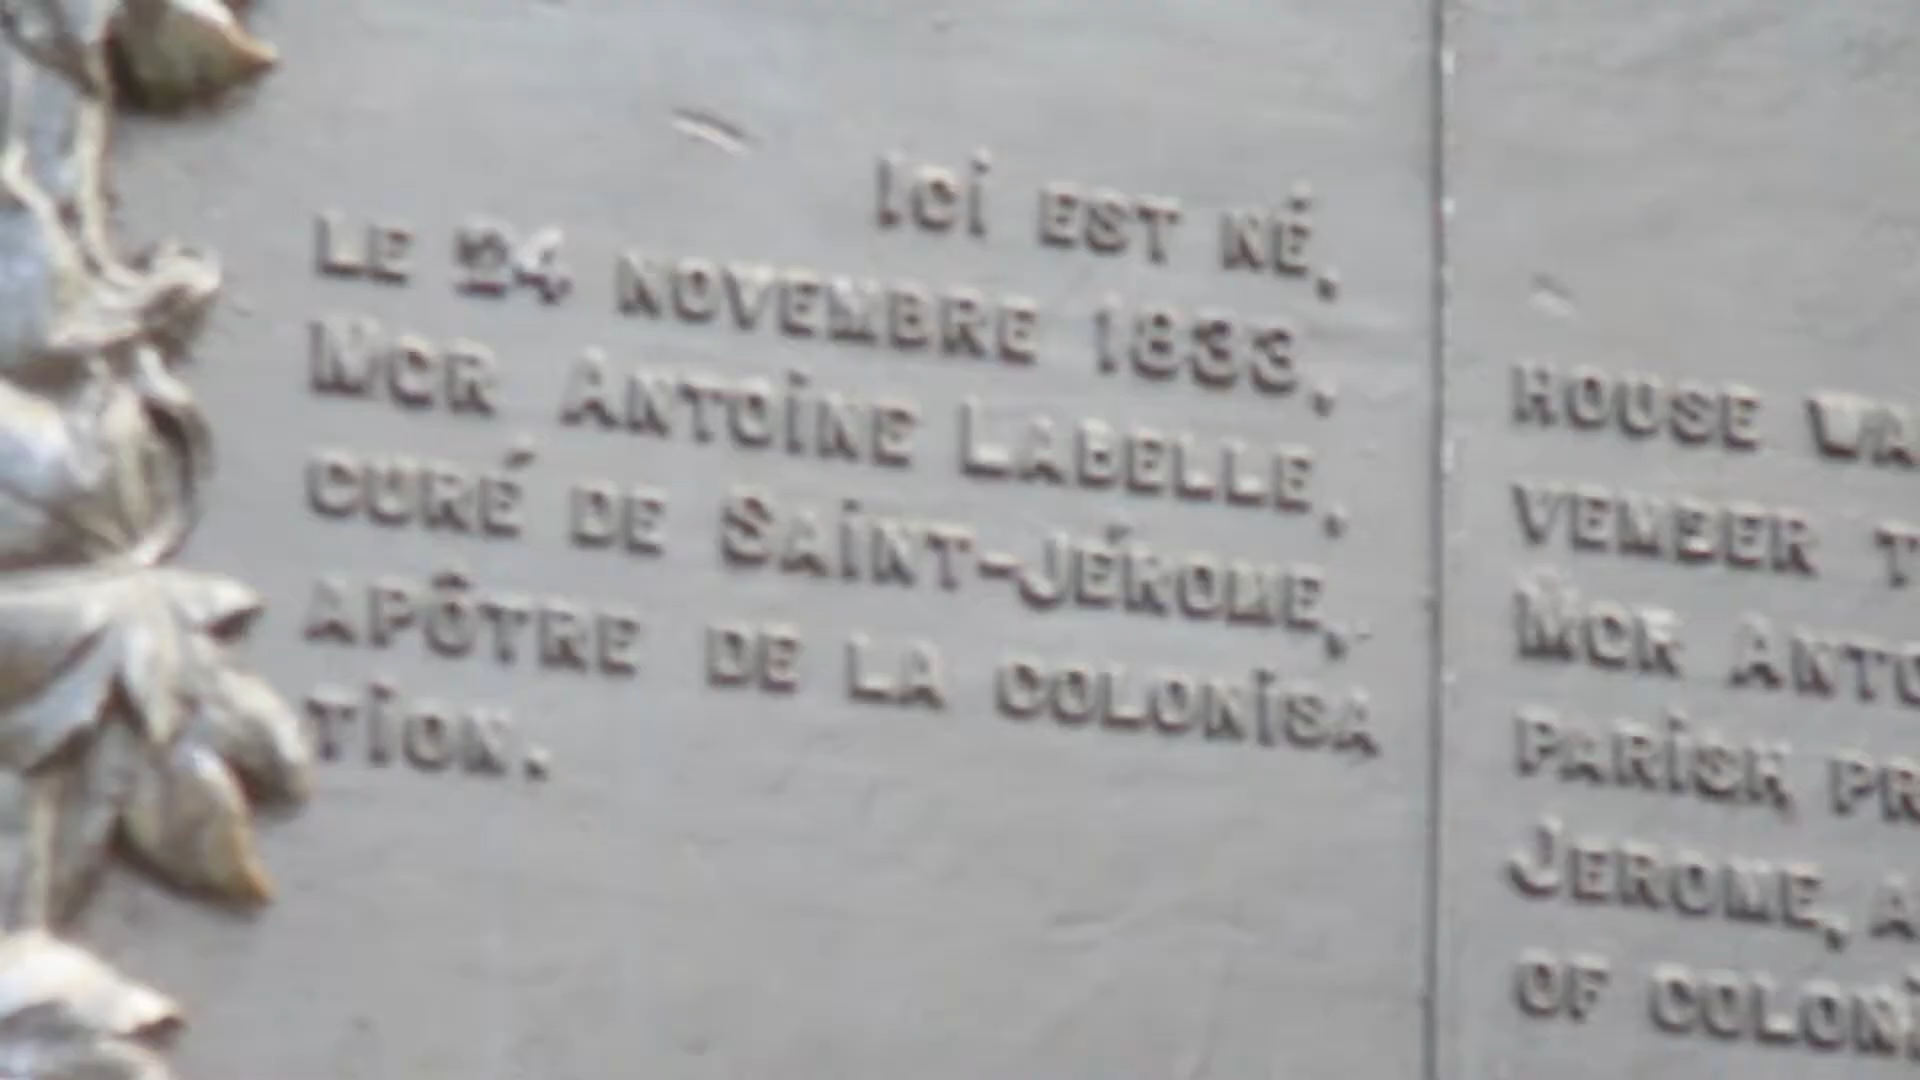 ICI EST NÉ,
LE 24 NOVEMBRE 1833,
MGR ANTOINE LABELLE,
CURÉ DE SAINT-JÉROME,
APÔTRE DE LA COLONISA
TION.
HOUSE
VEMBER
MGR
PARISH
JEROME,
OF